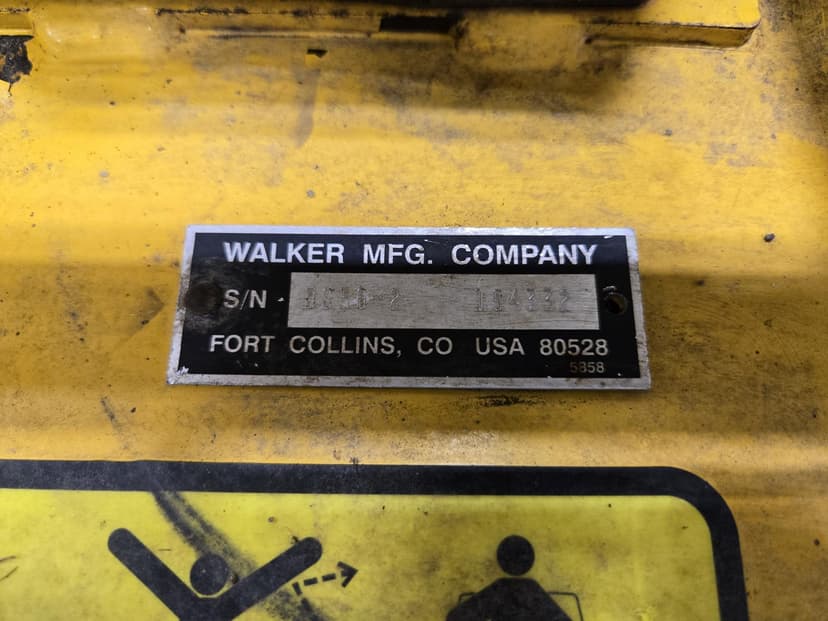 WALKER MFG. COMPANY
S/N
FORT COLLINS, CO USA 80528
5858